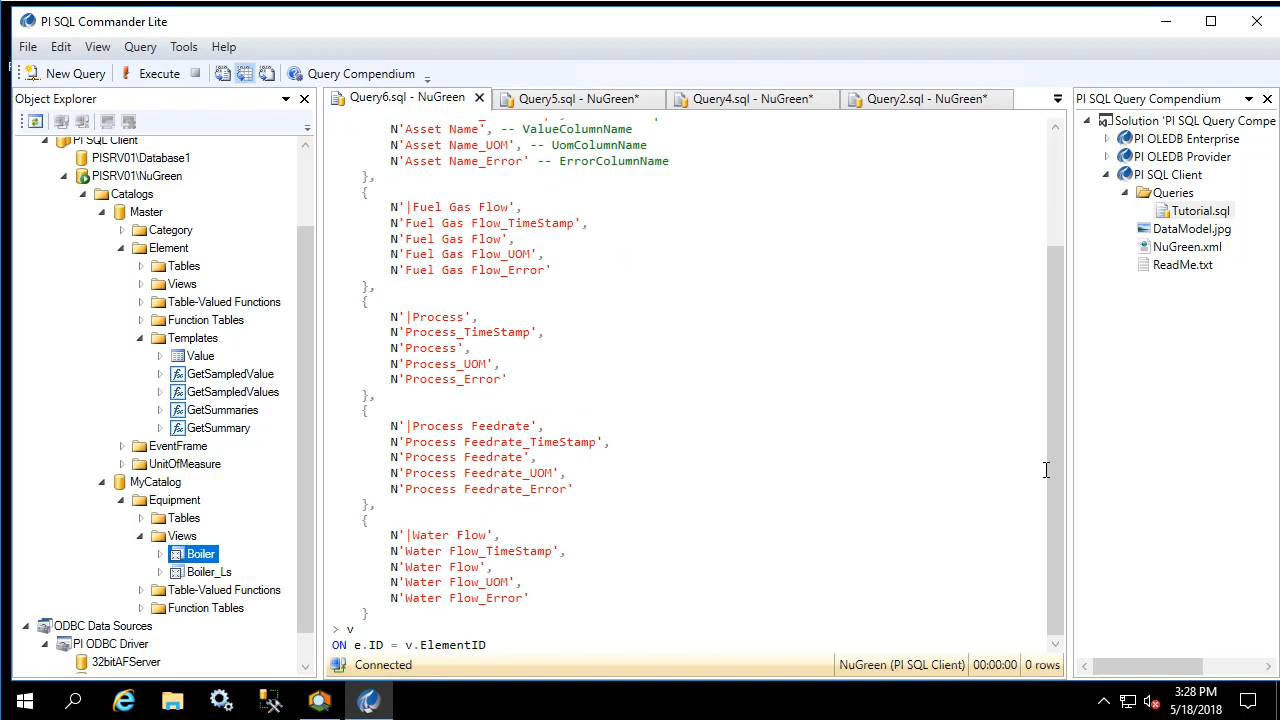 PI SQL Commander Lite
File Edit View Query Tools Help
New Query Execute Query Compendium
Object Explorer
PI SQL Client
PISRV01\Database1
PISRV01\NuGreen
Catalogs
Master
Category
Element
Tables
Views
Table-Valued Functions
Function Tables
Templates
Value
GetSampledValue
GetSampledValues
GetSummaries
GetSummary
EventFrame
UnitOfMeasure
MyCatalog
Equipment
Tables
Views
Boiler
Boiler_Ls
Table-Valued Functions
Function Tables
ODBC Data Sources
PI ODBC Driver
32bitAFServer
Query6.sql - NuGreen Query5.sql - NuGreen* Query4.sql - NuGreen* Query2.sql - NuGreen*
N'Asset Name', -- ValueColumnName
N'Asset Name_UOM', -- UomColumnName
N'Asset Name_Error' -- ErrorColumnName
},
{
N'|Fuel Gas Flow',
N'Fuel Gas Flow_TimeStamp',
N'Fuel Gas Flow',
N'Fuel Gas Flow_UOM',
N'Fuel Gas Flow_Error'
},
{
N'|Process',
N'Process_TimeStamp',
N'Process',
N'Process_UOM',
N'Process_Error'
},
{
N'|Process Feedrate',
N'Process Feedrate_TimeStamp',
N'Process Feedrate',
N'Process Feedrate_UOM',
N'Process Feedrate_Error'
},
{
N'|Water Flow',
N'Water Flow_TimeStamp',
N'Water Flow',
N'Water Flow_UOM',
N'Water Flow_Error'
}
> v
ON e.ID = v.ElementID
Connected NuGreen (PI SQL Client) 00:00:00 0 rows
PI SQL Query Compendium
Solution 'PI SQL Query Compe
PI OLEDB Enterprise
PI OLEDB Provider
PI SQL Client
Queries
Tutorial.sql
DataModel.jpg
NuGreen.xml
ReadMe.txt
3:28 PM
5/18/2018